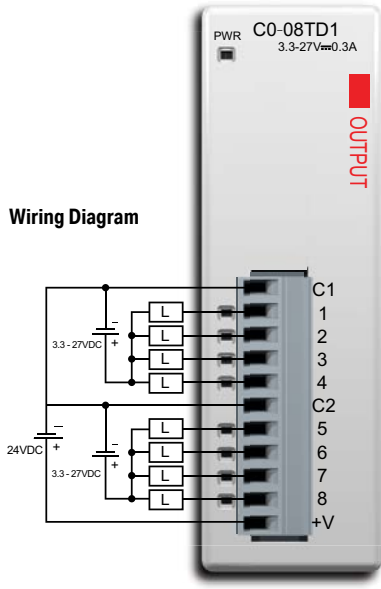 PWR C0-08TD1
3.3-27V⎓0.3A
OUTPUT
Wiring Diagram
C1
L 1
L 2
3.3 - 27VDC
L 3
L 4
C2
L 5
24VDC
L 6
3.3 - 27VDC
L 7
L 8
+V
− +
− +
− +